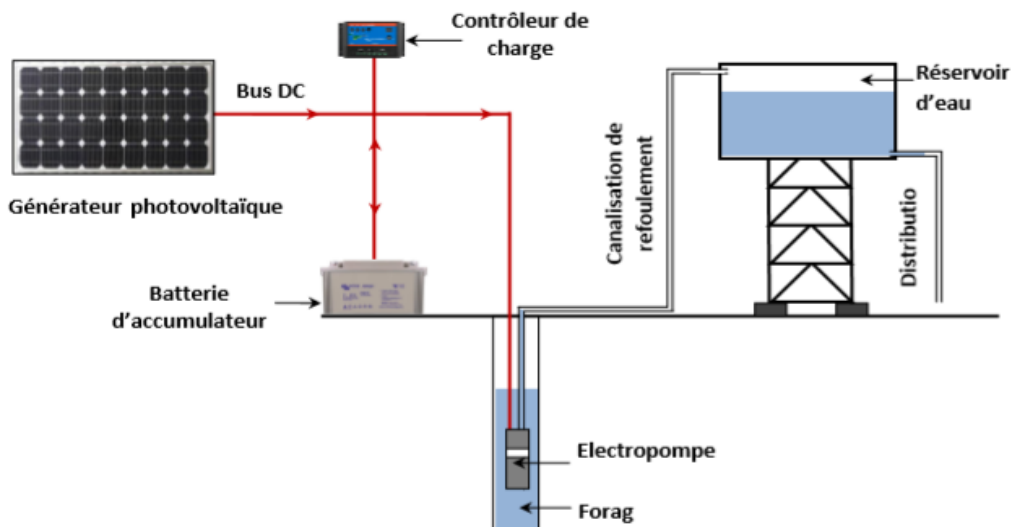 Contrôleur de
charge
Bus DC
Générateur photovoltaïque
Batterie
d’accumulateur
Canalisation de
refoulement
Réservoir
d’eau
Distributio
Electropompe
Forag